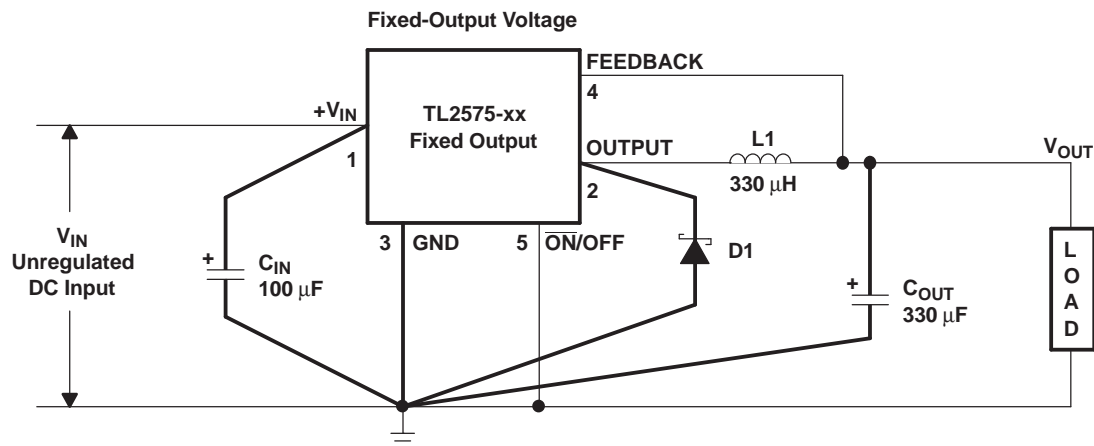 Fixed-Output Voltage
FEEDBACK
4
+VIN
TL2575-xx
Fixed Output
1
OUTPUT
2
L1
330 μH
VOUT
3
GND
5
ON/OFF
D1
VIN
Unregulated
DC Input
+
CIN
100 μF
+
COUT
330 μF
L
O
A
D